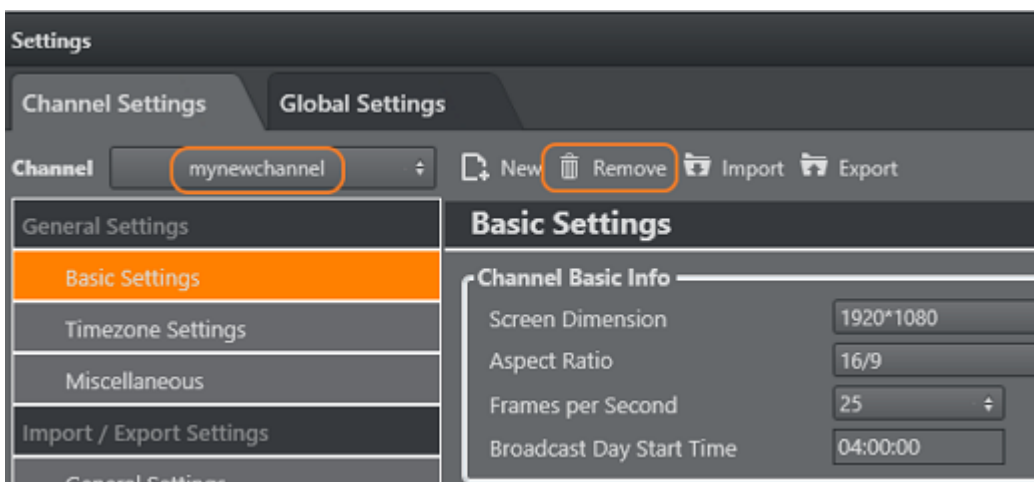 Settings
Channel Settings Global Settings
Channel mynewchannel New Remove Import Export
General Settings
Basic Settings
Timezone Settings
Miscellaneous
Import / Export Settings
General Settings
Basic Settings
Channel Basic Info
Screen Dimension 1920*1080
Aspect Ratio 16/9
Frames per Second 25
Broadcast Day Start Time 04:00:00